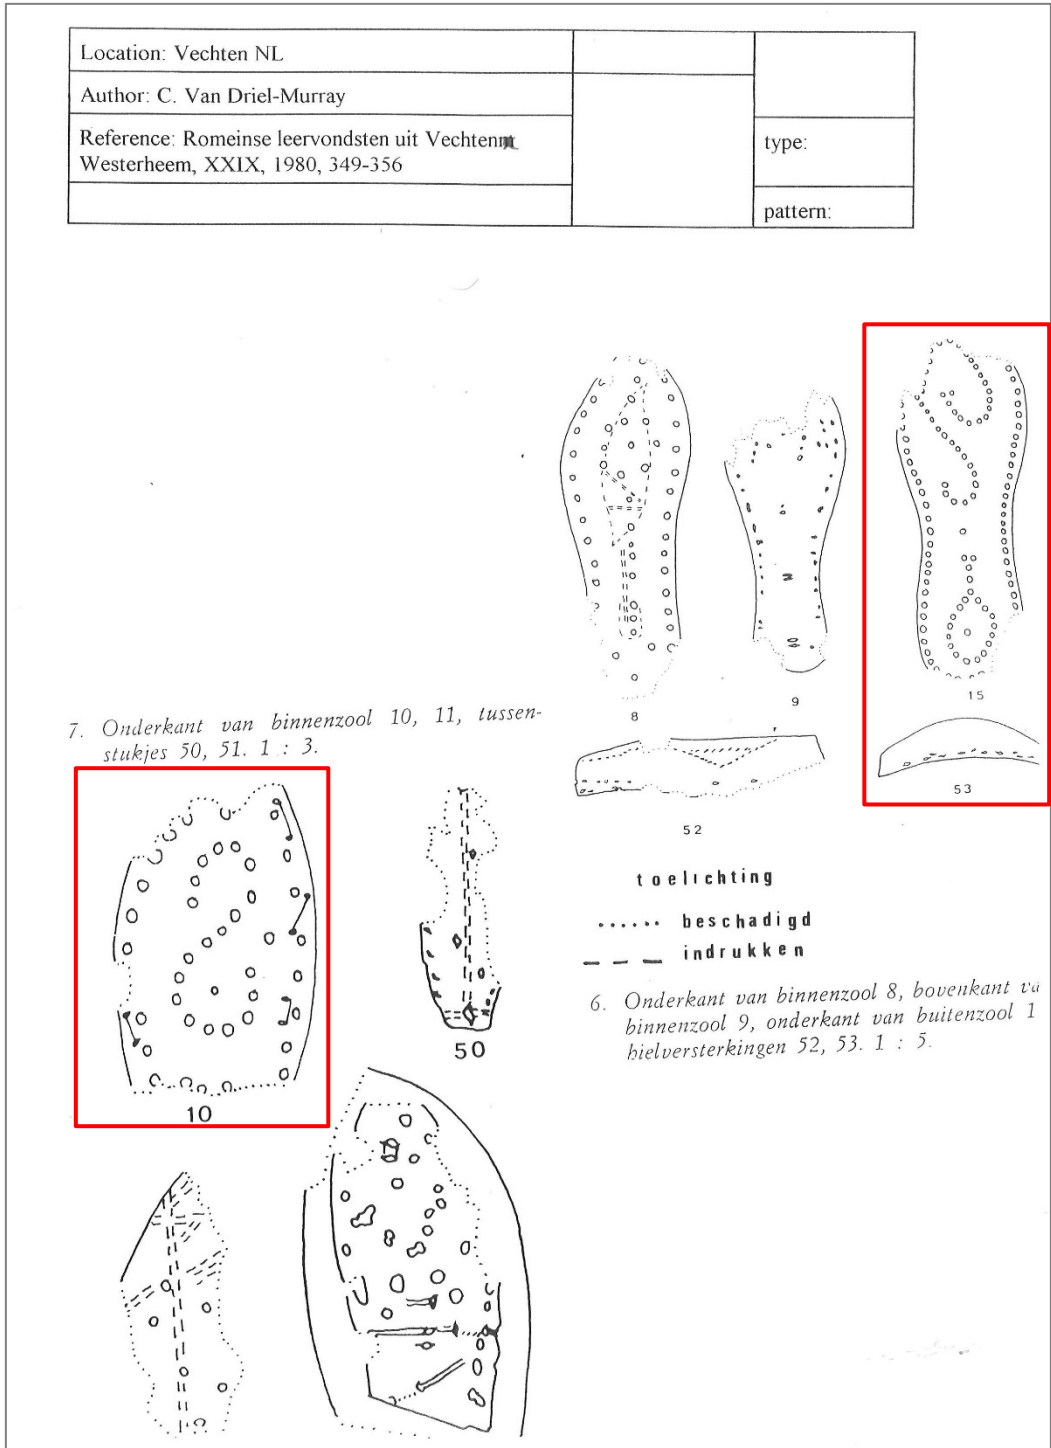 Location: Vechten NL
Author: C. Van Driel-Murray
Reference: Romeinse leervondsten uit Vechten
Westerheem, XXIX, 1980, 349-356
type:
pattern:
8
9
15
7. Onderkant van binnenzool 10, 11, tussen-
stukjes 50, 51. 1 : 3.
52
53
toelichting
...... beschadigd
_ _ _ indrukken
10
50
6. Onderkant van binnenzool 8, bovenkant va
binnenzool 9, onderkant van buitenzool 1
hielversterkingen 52, 53. 1 : 5.